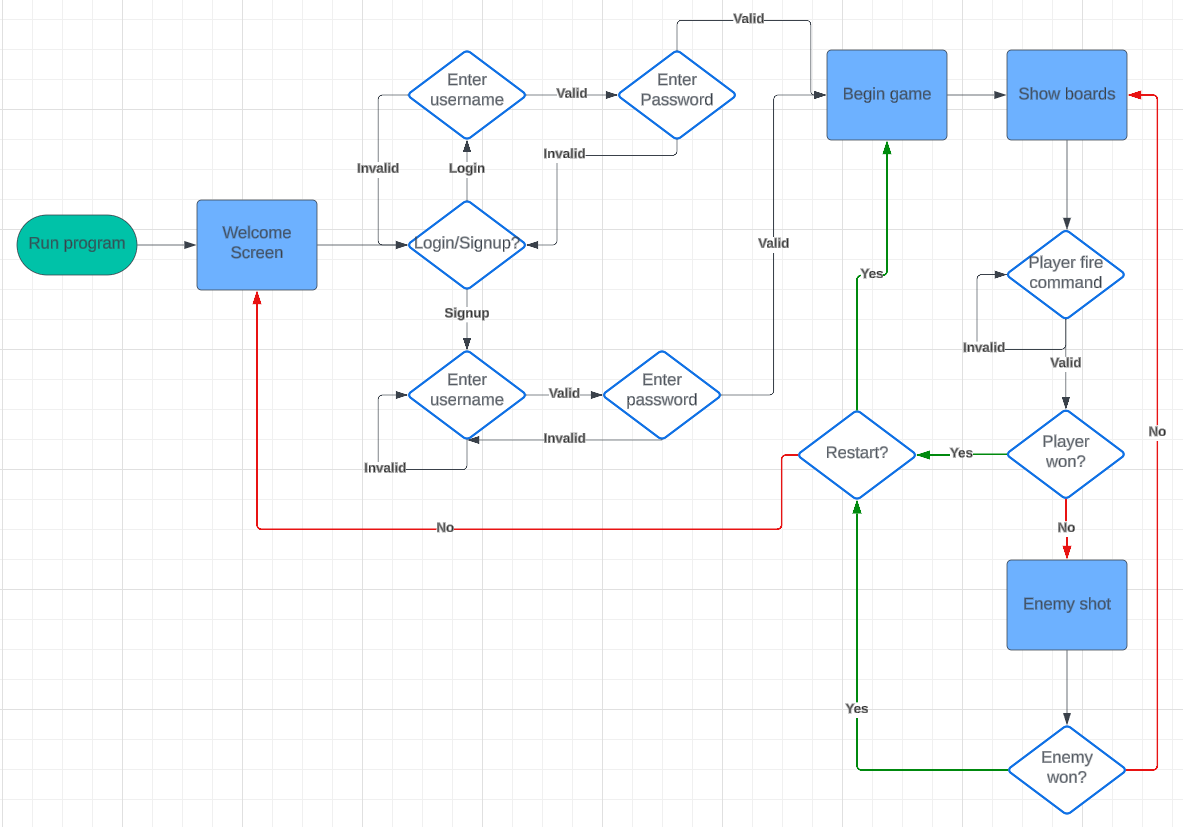 Valid
Enter
username
Valid
Enter
Password
Begin game
Show boards
Invalid
Login
Invalid
Run program
Welcome
Screen
Login/Signup?
Valid
Yes
Player fire
command
Signup
Invalid
Valid
Enter
username
Valid
Enter
password
Invalid
Invalid
Restart?
Yes
Player
won?
No
No
No
Enemy shot
Yes
Enemy
won?